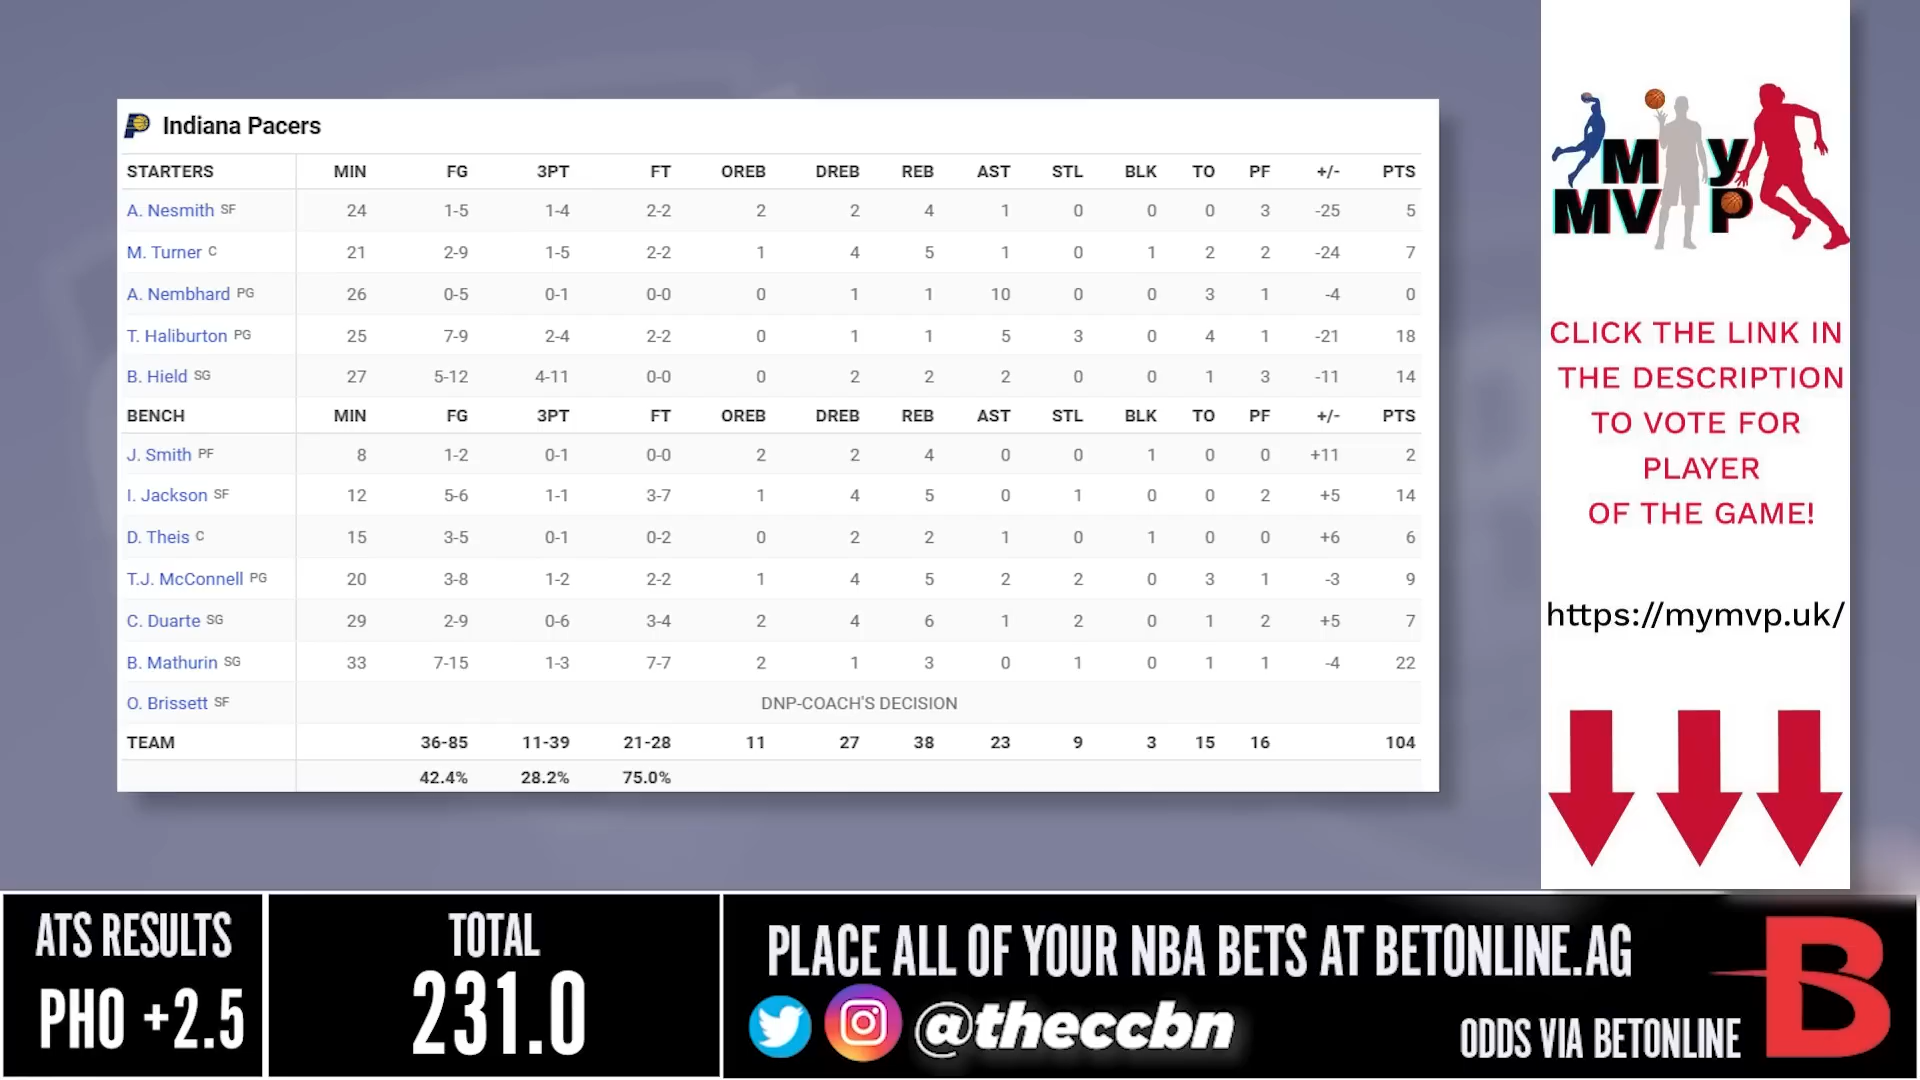 Indiana Pacers
STARTERS MIN FG 3PT FT OREB DREB REB AST STL BLK TO PF +/- PTS
A. Nesmith SF 24 1-5 1-4 2-2 2 2 4 1 0 0 0 3 -25 5
M. Turner C 21 2-9 1-5 2-2 1 4 5 1 0 1 2 2 -24 7
A. Nembhard PG 26 0-5 0-1 0-0 0 1 1 10 0 0 3 1 -4 0
T. Haliburton PG 25 7-9 2-4 2-2 0 1 1 5 3 0 4 1 -21 18
B. Hield SG 27 5-12 4-11 0-0 0 2 2 2 0 0 1 3 -11 14
BENCH MIN FG 3PT FT OREB DREB REB AST STL BLK TO PF +/- PTS
J. Smith PF 8 1-2 0-1 0-0 2 2 4 0 0 1 0 0 +11 2
I. Jackson SF 12 5-6 1-1 3-7 1 4 5 0 1 0 0 2 +5 14
D. Theis C 15 3-5 0-1 0-2 0 2 2 1 0 1 0 0 +6 6
T.J. McConnell PG 20 3-8 1-2 2-2 1 4 5 2 2 0 3 1 -3 9
C. Duarte SG 29 2-9 0-6 3-4 2 4 6 1 2 0 1 2 +5 7
B. Mathurin SG 33 7-15 1-3 7-7 2 1 3 0 1 0 1 1 -4 22
O. Brissett SF DNP-COACH'S DECISION
TEAM 36-85 11-39 21-28 11 27 38 23 9 3 15 16 104
42.4% 28.2% 75.0%
My
MVP
CLICK THE LINK IN
THE DESCRIPTION
TO VOTE FOR
PLAYER
OF THE GAME!
https://mymvp.uk/
ATS RESULTS
PHO +2.5
TOTAL
231.0
PLACE ALL OF YOUR NBA BETS AT BETONLINE.AG
@theccbn
ODDS VIA BETONLINE
B